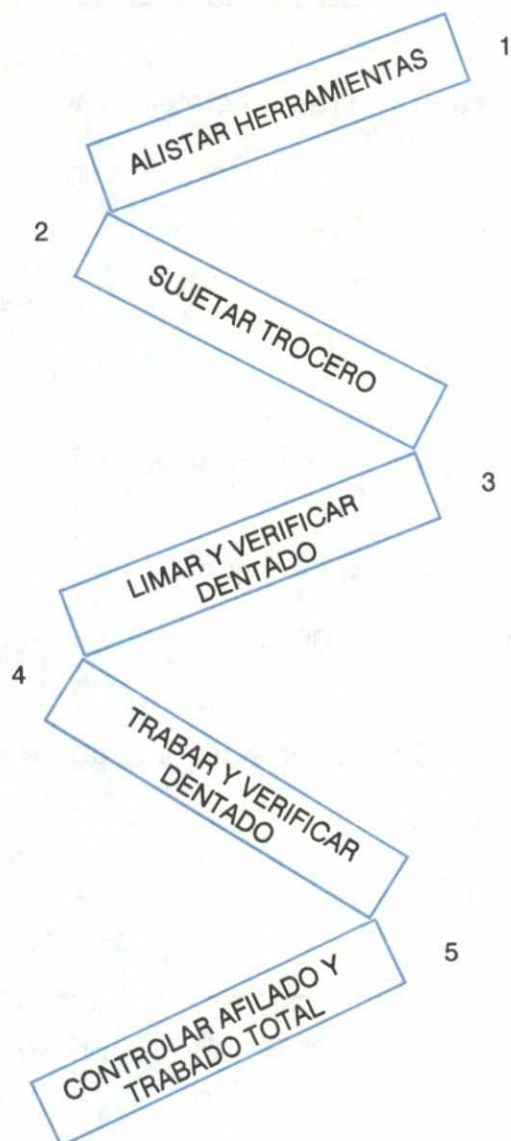 1
ALISTAR HERRAMIENTAS
2
SUJETAR TROCERO
3
LIMAR Y VERIFICAR
DENTADO
4
TRABAR Y VERIFICAR
DENTADO
5
CONTROLAR AFILADO Y
TRABADO TOTAL